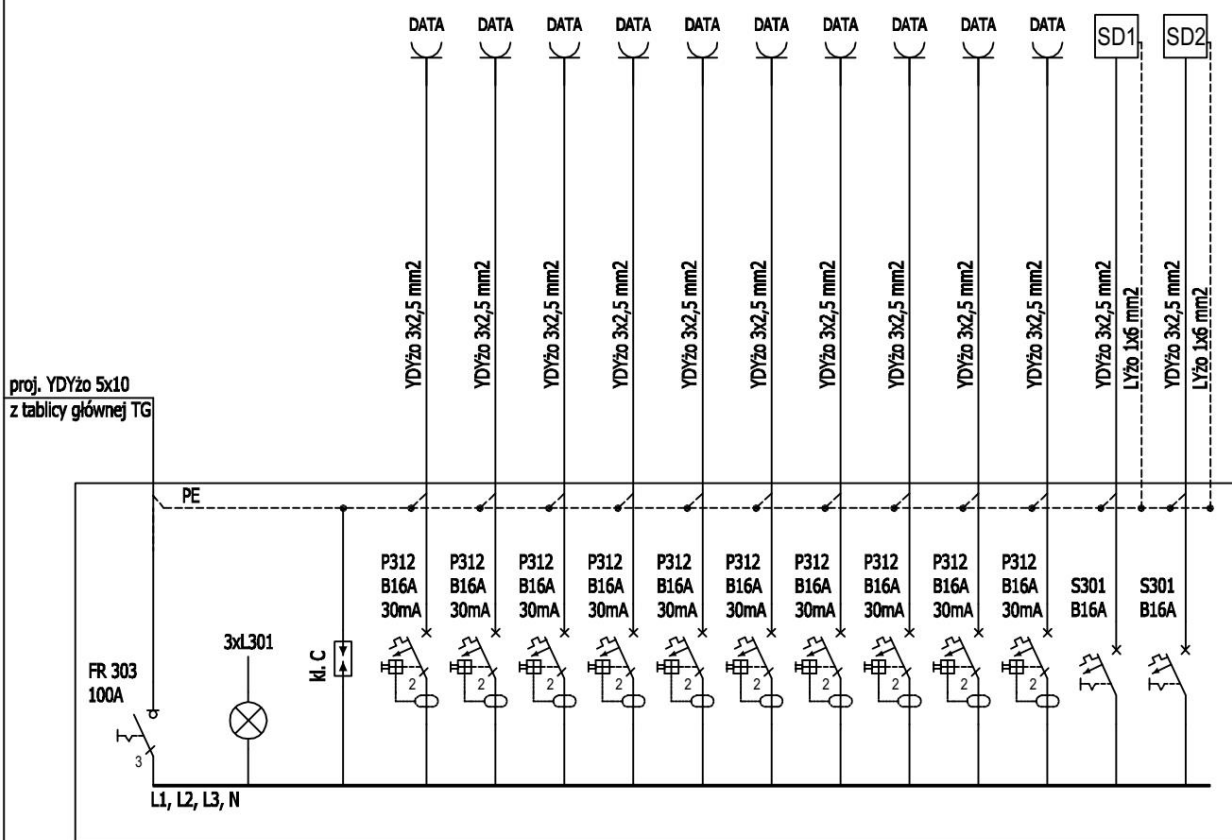 DATA
DATA
DATA
DATA
DATA
DATA
DATA
DATA
DATA
DATA
SD1
SD2
YDYżo 3x2,5 mm2
YDYżo 3x2,5 mm2
YDYżo 3x2,5 mm2
YDYżo 3x2,5 mm2
YDYżo 3x2,5 mm2
YDYżo 3x2,5 mm2
YDYżo 3x2,5 mm2
YDYżo 3x2,5 mm2
YDYżo 3x2,5 mm2
YDYżo 3x2,5 mm2
YDYżo 3x2,5 mm2
LYżo 1x6 mm2
YDYżo 3x2,5 mm2
LYżo 1x6 mm2
proj. YDYżo 5x10
z tablicy głównej TG
PE
P312
B16A
30mA
P312
B16A
30mA
P312
B16A
30mA
P312
B16A
30mA
P312
B16A
30mA
P312
B16A
30mA
P312
B16A
30mA
P312
B16A
30mA
P312
B16A
30mA
P312
B16A
30mA
S301
B16A
S301
B16A
FR 303
100A
3
3xL301
kl. C
2
2
2
2
2
2
2
2
2
2
L1, L2, L3, N